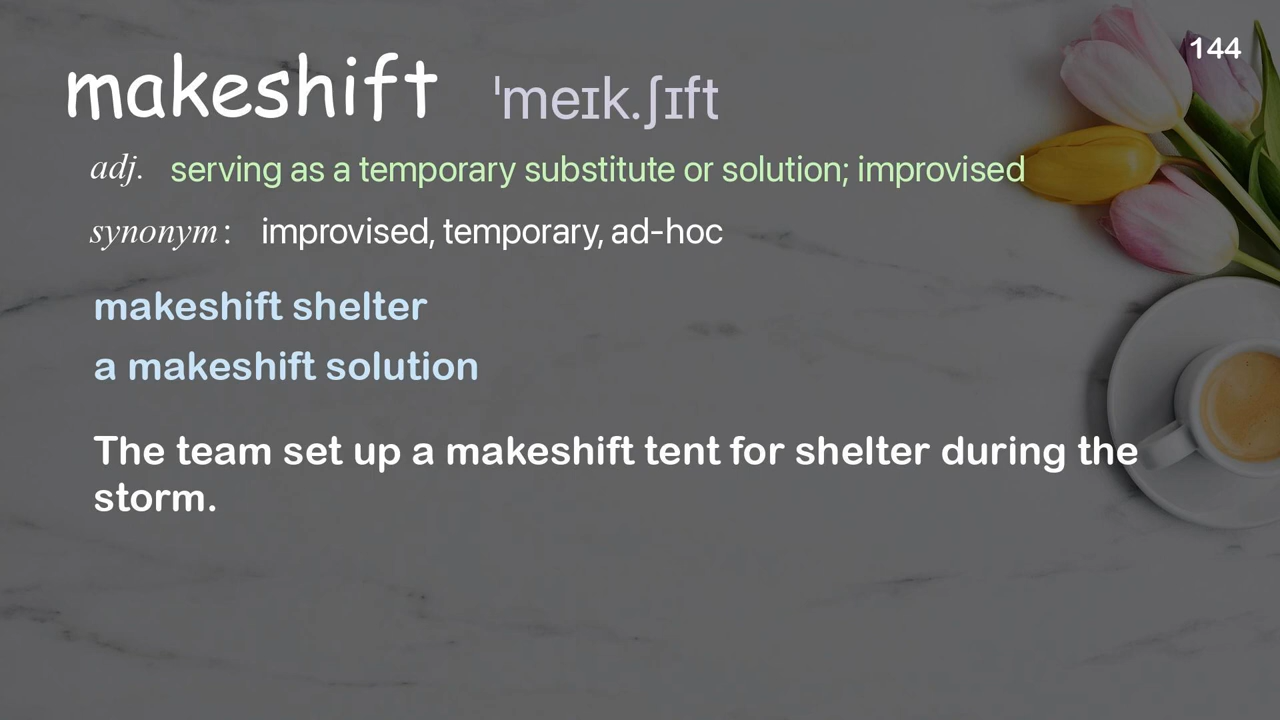 144
makeshift ˈmeɪk.ʃɪft
adj. serving as a temporary substitute or solution; improvised
synonym: improvised, temporary, ad-hoc
makeshift shelter
a makeshift solution
The team set up a makeshift tent for shelter during the
storm.